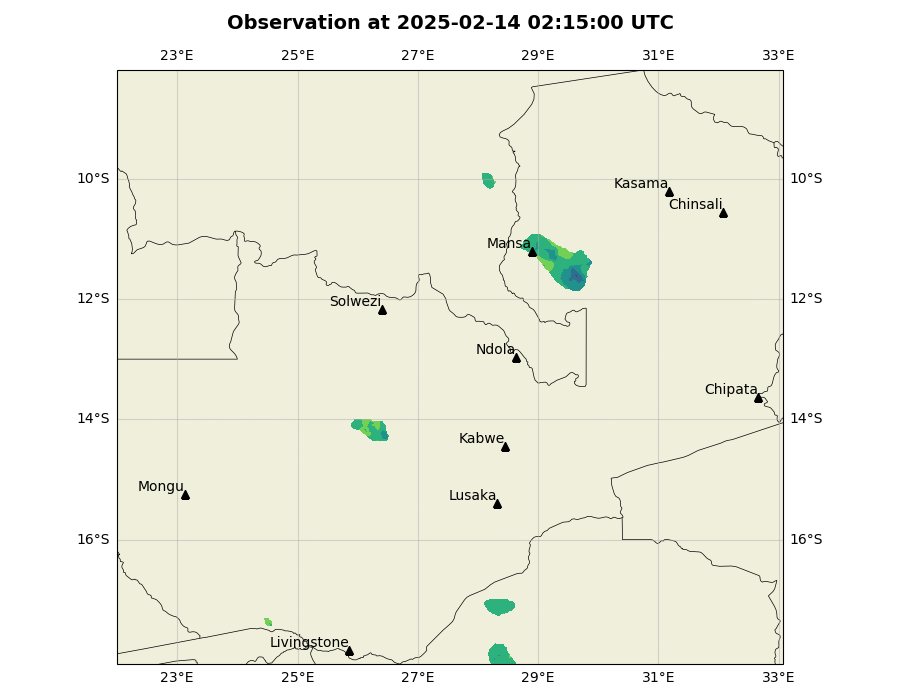 Observation at 2025-02-14 02:15:00 UTC
23°E 25°E 27°E 29°E 31°E 33°E
10°S 10°S
Kasama
Chinsali
Mansa
12°S 12°S
Solwezi
Ndola
Chipata
14°S 14°S
Kabwe
Mongu
Lusaka
16°S 16°S
Livingstone
23°E 25°E 27°E 29°E 31°E 33°E